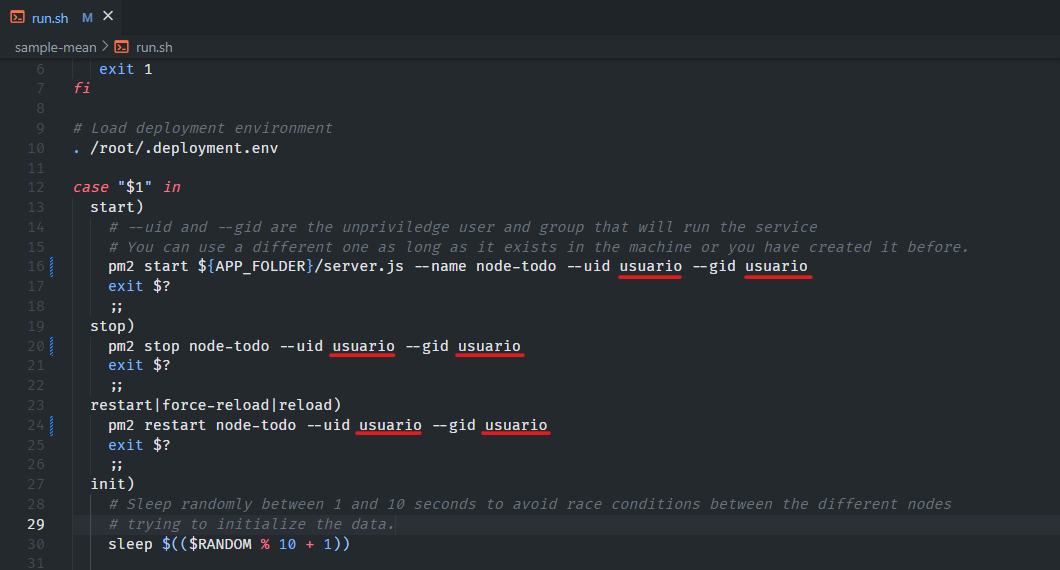 run.sh M
sample-mean > run.sh
6 exit 1
7 fi
8
9 # Load deployment environment
10 . /root/.deployment.env
11
12 case "$1" in
13 start)
14 # --uid and --gid are the unpriviledge user and group that will run the service
15 # You can use a different one as long as it exists in the machine or you have created it before.
16 pm2 start ${APP_FOLDER}/server.js --name node-todo --uid usuario --gid usuario
17 exit $?
18 ;;
19 stop)
20 pm2 stop node-todo --uid usuario --gid usuario
21 exit $?
22 ;;
23 restart|force-reload|reload)
24 pm2 restart node-todo --uid usuario --gid usuario
25 exit $?
26 ;;
27 init)
28 # Sleep randomly between 1 and 10 seconds to avoid race conditions between the different nodes
29 # trying to initialize the data.
30 sleep $(($RANDOM % 10 + 1))
31